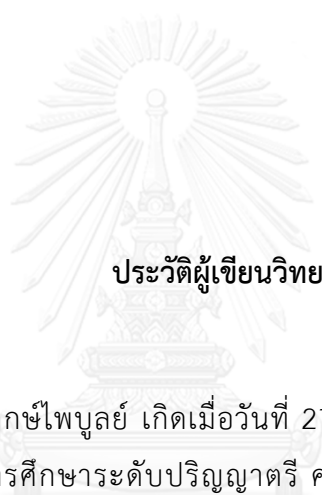 ประวัติผู้เขียนวิทย
กษ์ไพบูลย์ เกิดเมื่อวันที่ 2
รศึกษาระดับปริญญาตรี ค